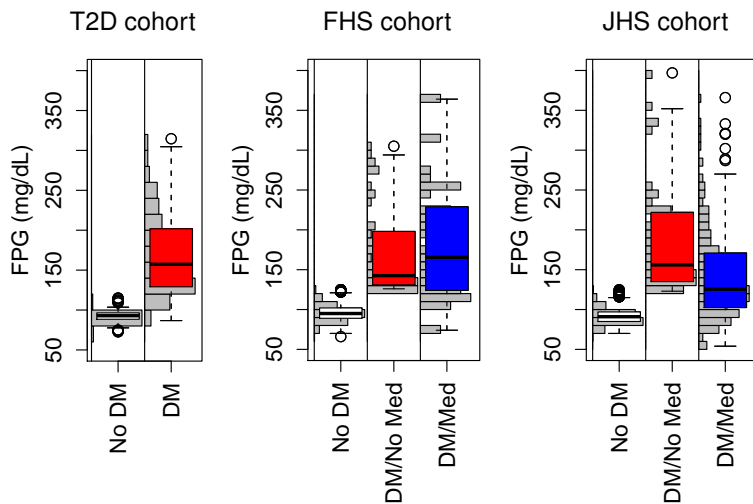 T2D cohort
FPG (mg/dL)
350
250
150
50
No DM
DM
FHS cohort
FPG (mg/dL)
350
250
150
50
No DM
DM/No Med
DM/Med
JHS cohort
FPG (mg/dL)
350
250
150
50
No DM
DM/No Med
DM/Med